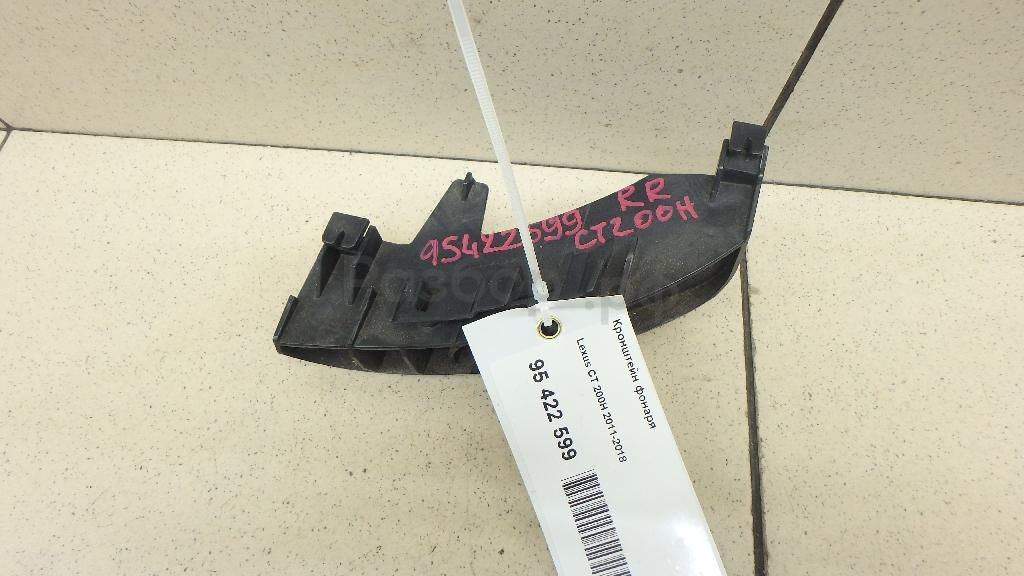 RR
95422599 CT200H
Кронштейн фонаря
Lexus CT 200H 2011-2018
95 422 599